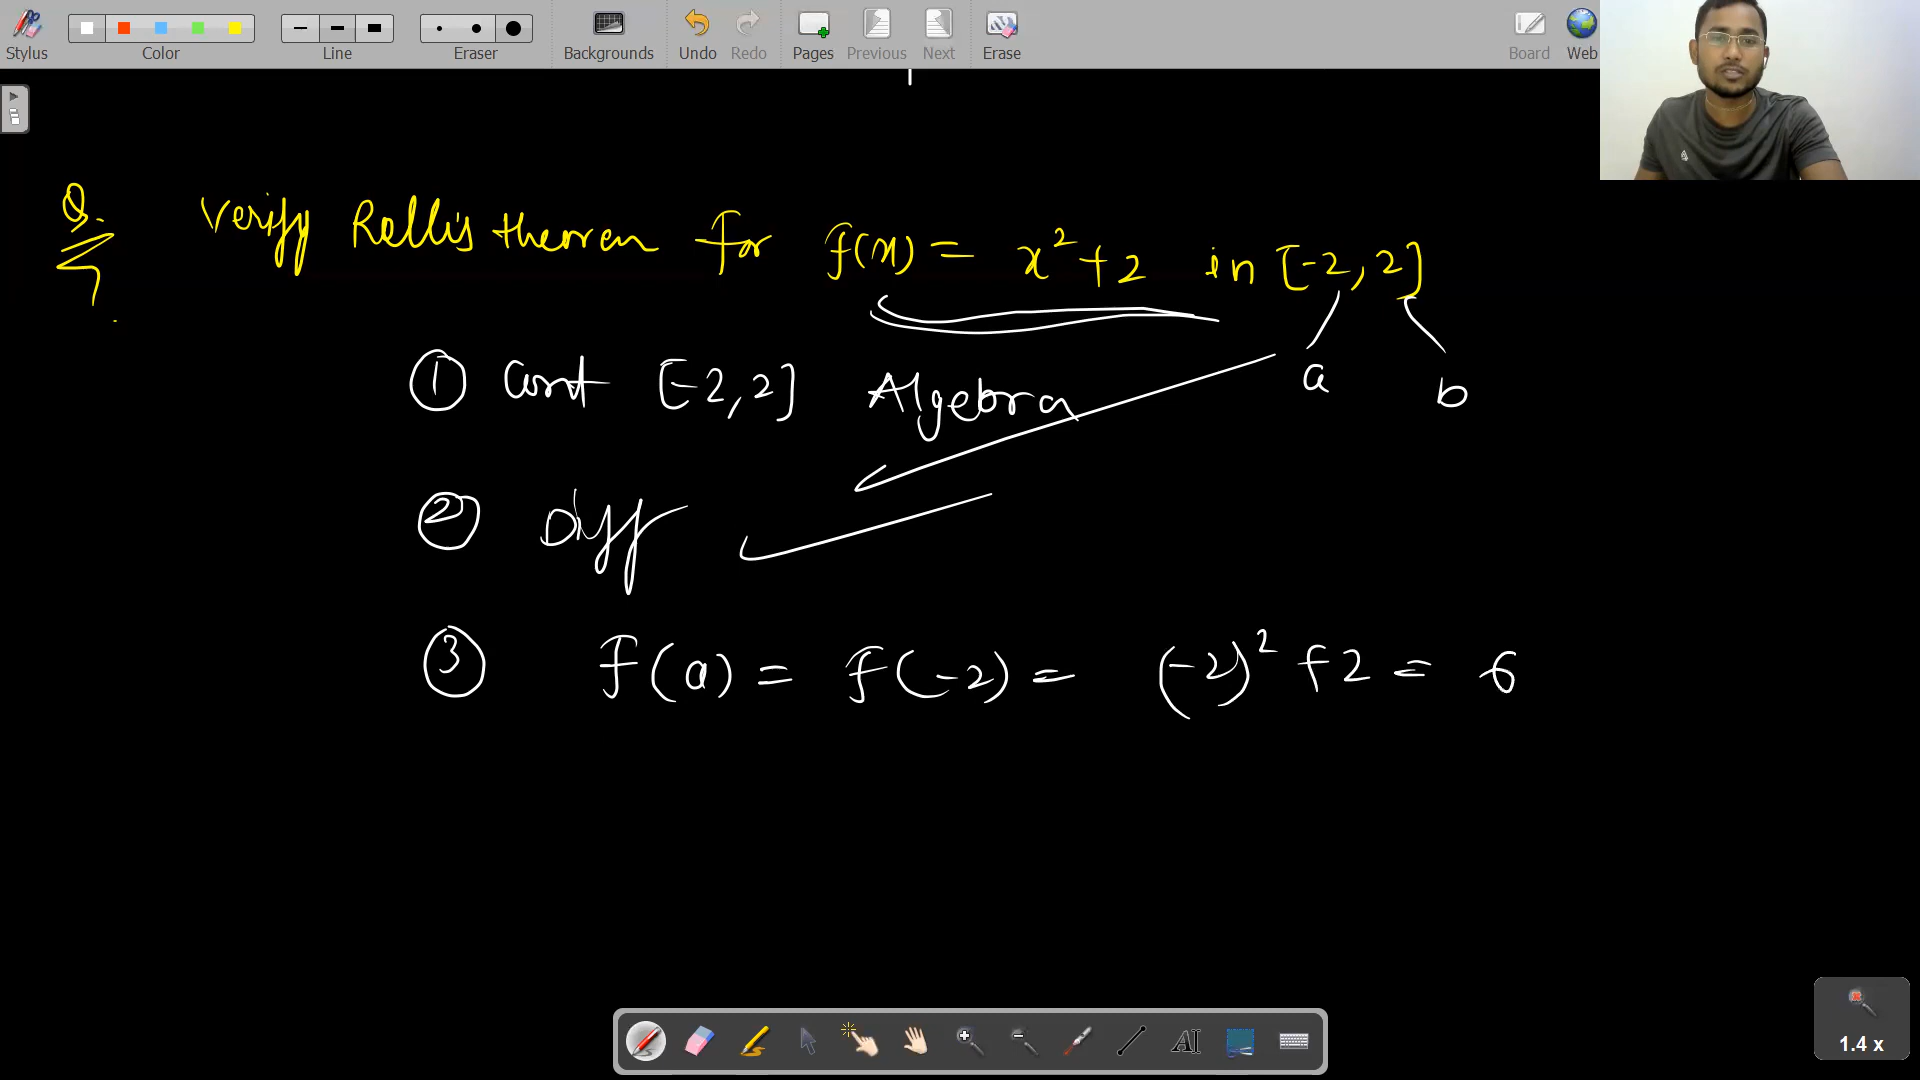 Stylus Color Line Eraser Backgrounds Undo Redo Pages Previous Next Erase Board Web
Q. Verify Rolli's theorem for f(x) = x² + 2 in [-2, 2]
a b
① Cont [-2, 2] Algebra
② Diff
③ f(a) = f(-2) = (-2)² + 2 = 6
1.4 x